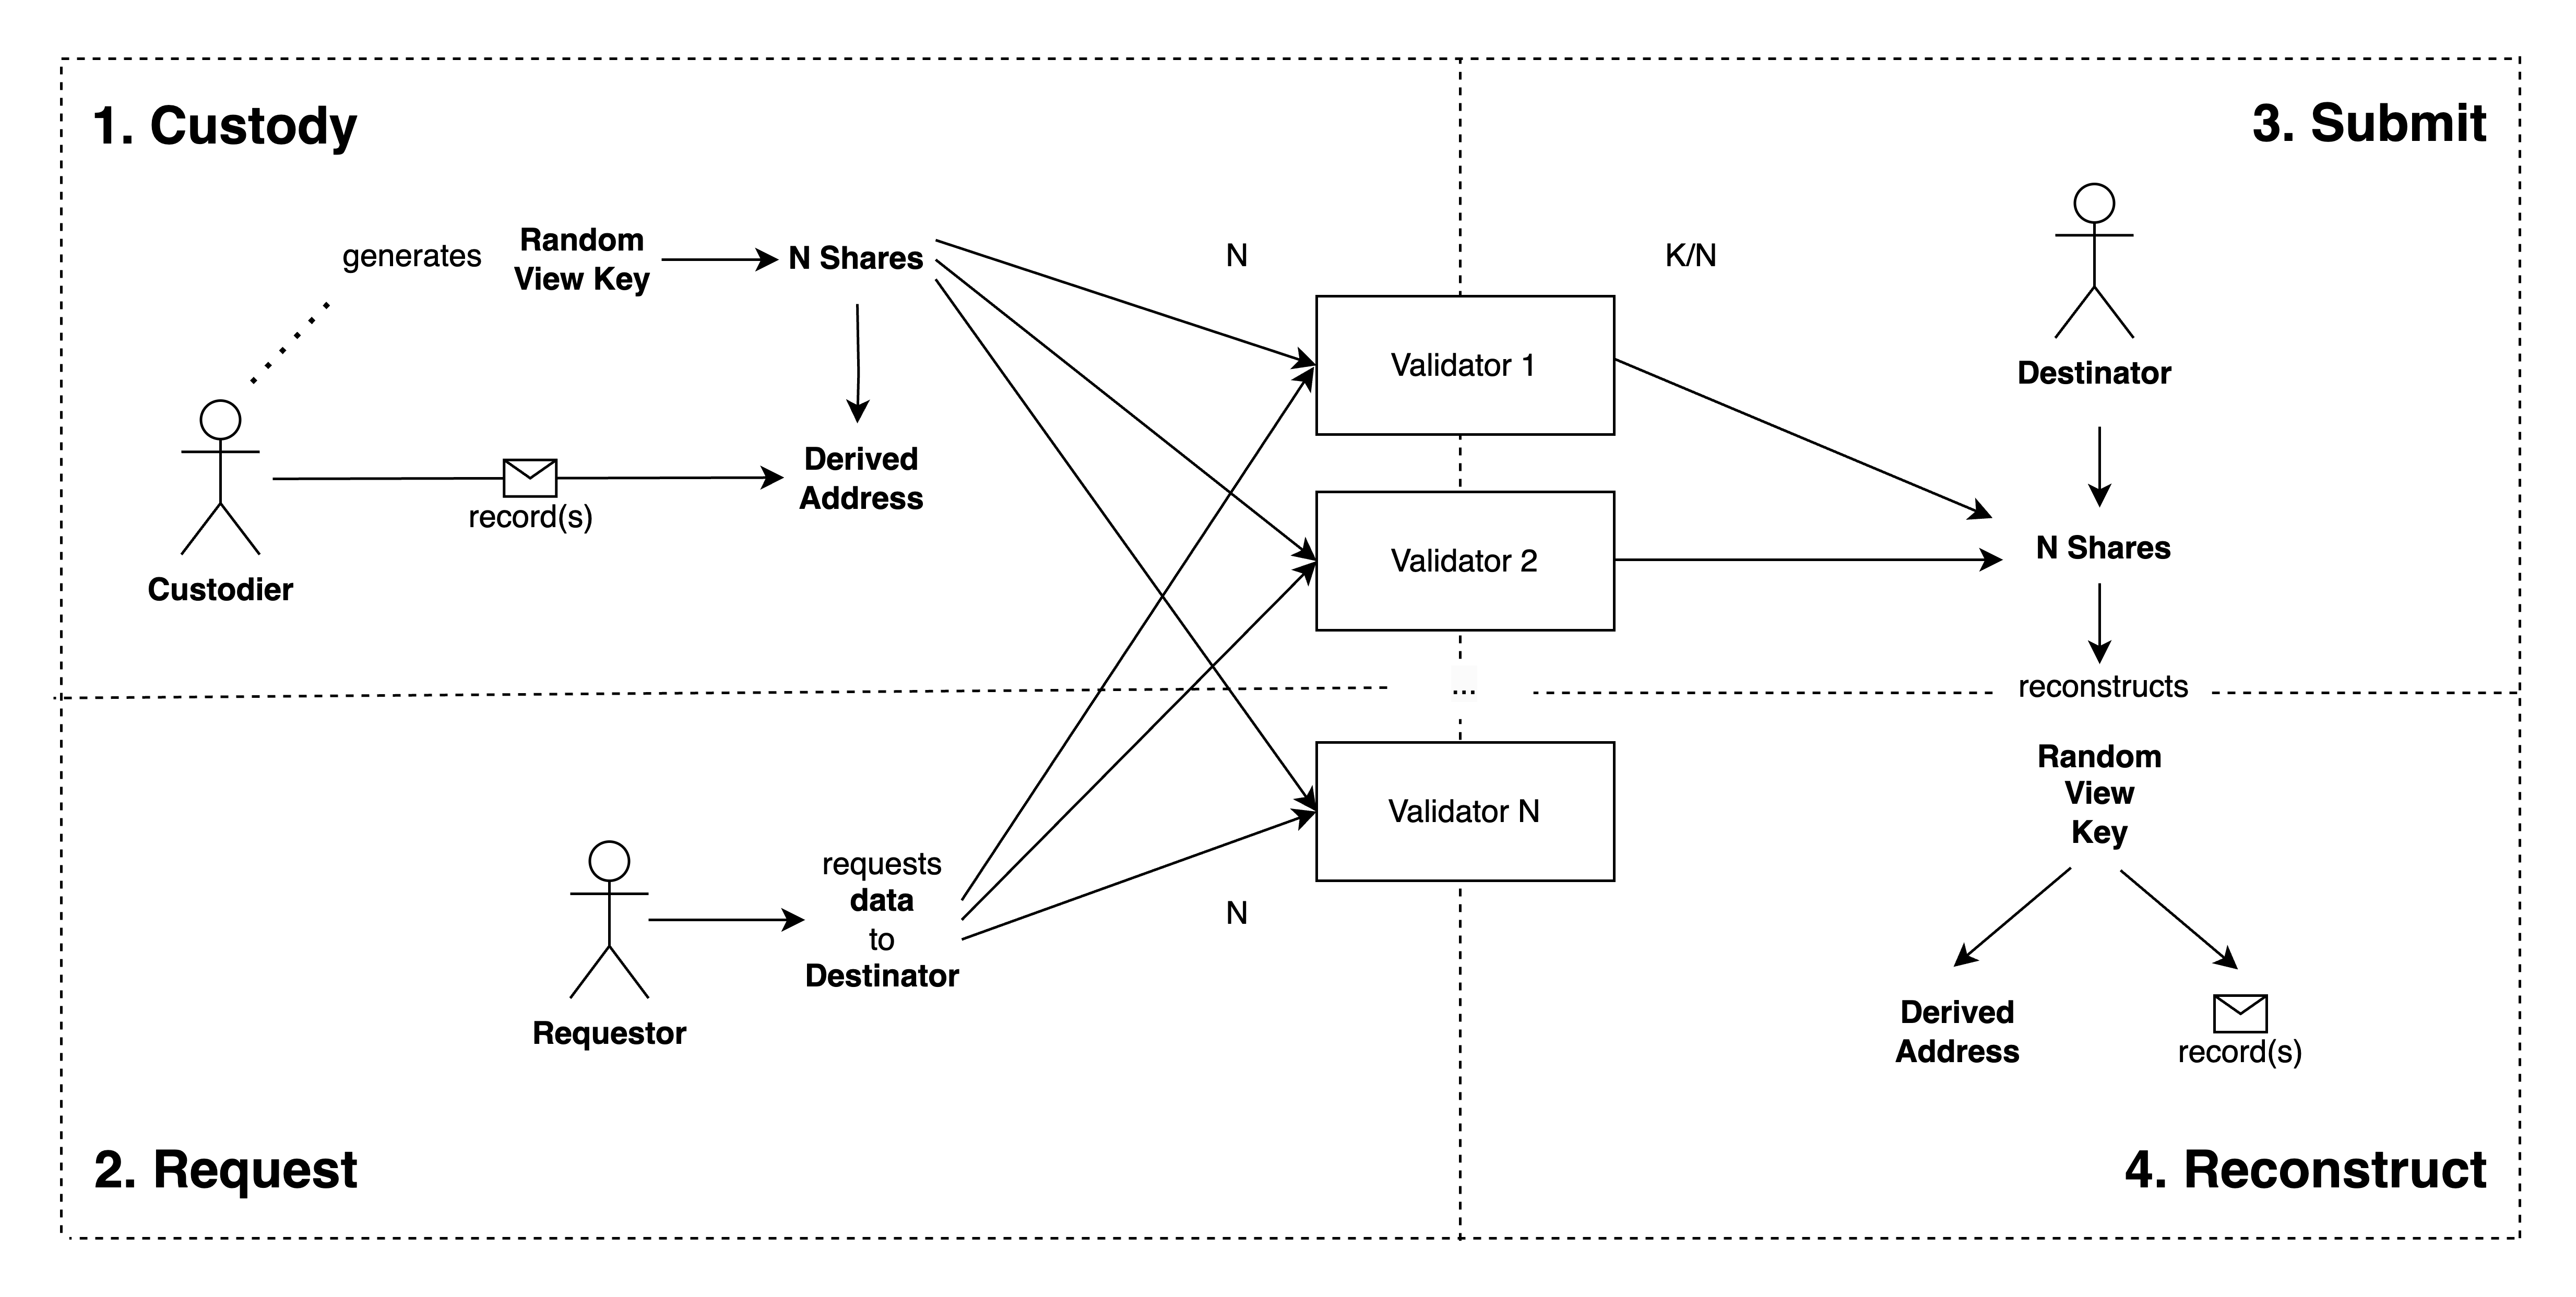 1. Custody
generates
Random
View Key
N Shares
N
Derived
Address
record(s)
Custodier
Validator 1
Validator 2
...
Validator N
2. Request
requests
data
to
Destinator
N
Requestor
3. Submit
K/N
Destinator
N Shares
reconstructs
Random
View
Key
Derived
Address
record(s)
4. Reconstruct